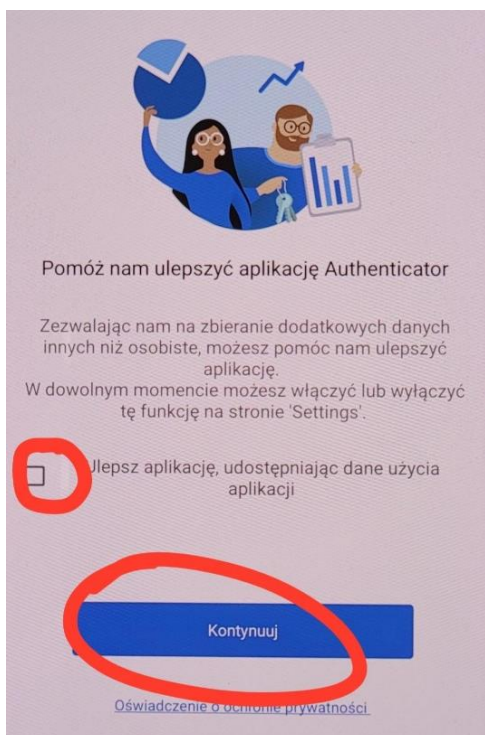 Pomóż nam ulepszyć aplikację Authenticator
Zezwalając nam na zbieranie dodatkowych danych
innych niż osobiste, możesz pomóc nam ulepszyć
aplikację.
W dowolnym momencie możesz włączyć lub wyłączyć
tę funkcję na stronie 'Settings'.
Ulepsz aplikację, udostępniając dane użycia
aplikacji
Kontynuuj
Oświadczenie o ochronie prywatności